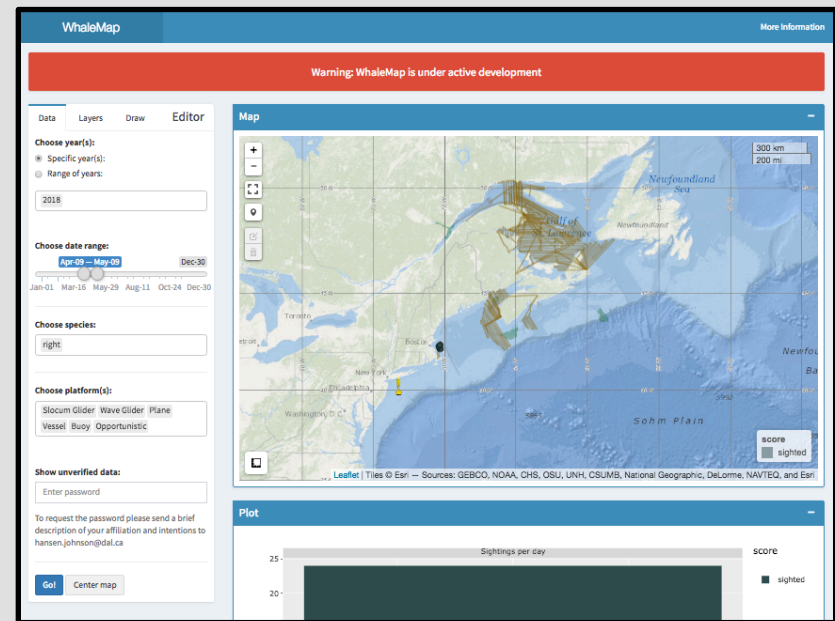 WhaleMap
More Information
Warning: WhaleMap is under active development
Data Layers Draw Editor
Choose year(s):
Specific year(s):
Range of years:
2018
Choose date range:
Apr-09 — May-09
Dec-30
Jan-01 Mar-16 May-29 Aug-11 Oct-24 Dec-30
Choose species:
right
Choose platform(s):
Slocum Glider Wave Glider Plane
Vessel Buoy Opportunistic
Show unverified data:
Enter password
To request the password please send a brief
description of your affiliation and intentions to
hansen.johnson@dal.ca
Go! Center map
Map
+
−
300 km
200 mi
Newfoundland
Sea
Gulf of
St Lawrence
Newfoundland
Toronto
Boston
New York
Philadelphia
Washington, D.C.
Newfou
Ba
Sohm Plain
score
sighted
Leaflet | Tiles © Esri — Sources: GEBCO, NOAA, CHS, OSU, UNH, CSUMB, National Geographic, DeLorme, NAVTEQ, and Esri
Plot
Sightings per day
25
20
score
sighted